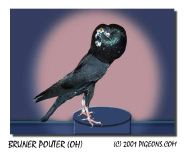 BRUNER POUTER (OH)
(C) 2001 PIGEONS.COM